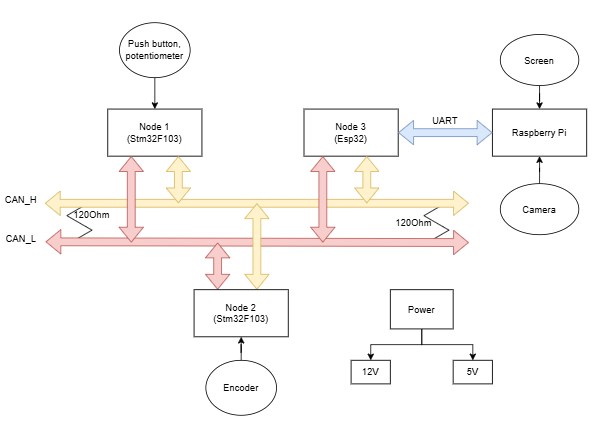 Push button,
potentiometer
Screen
Node 1
(Stm32F103)
Node 3
(Esp32)
UART
Raspberry Pi
CAN_H
120Ohm
120Ohm
Camera
CAN_L
Node 2
(Stm32F103)
Power
12V
5V
Encoder